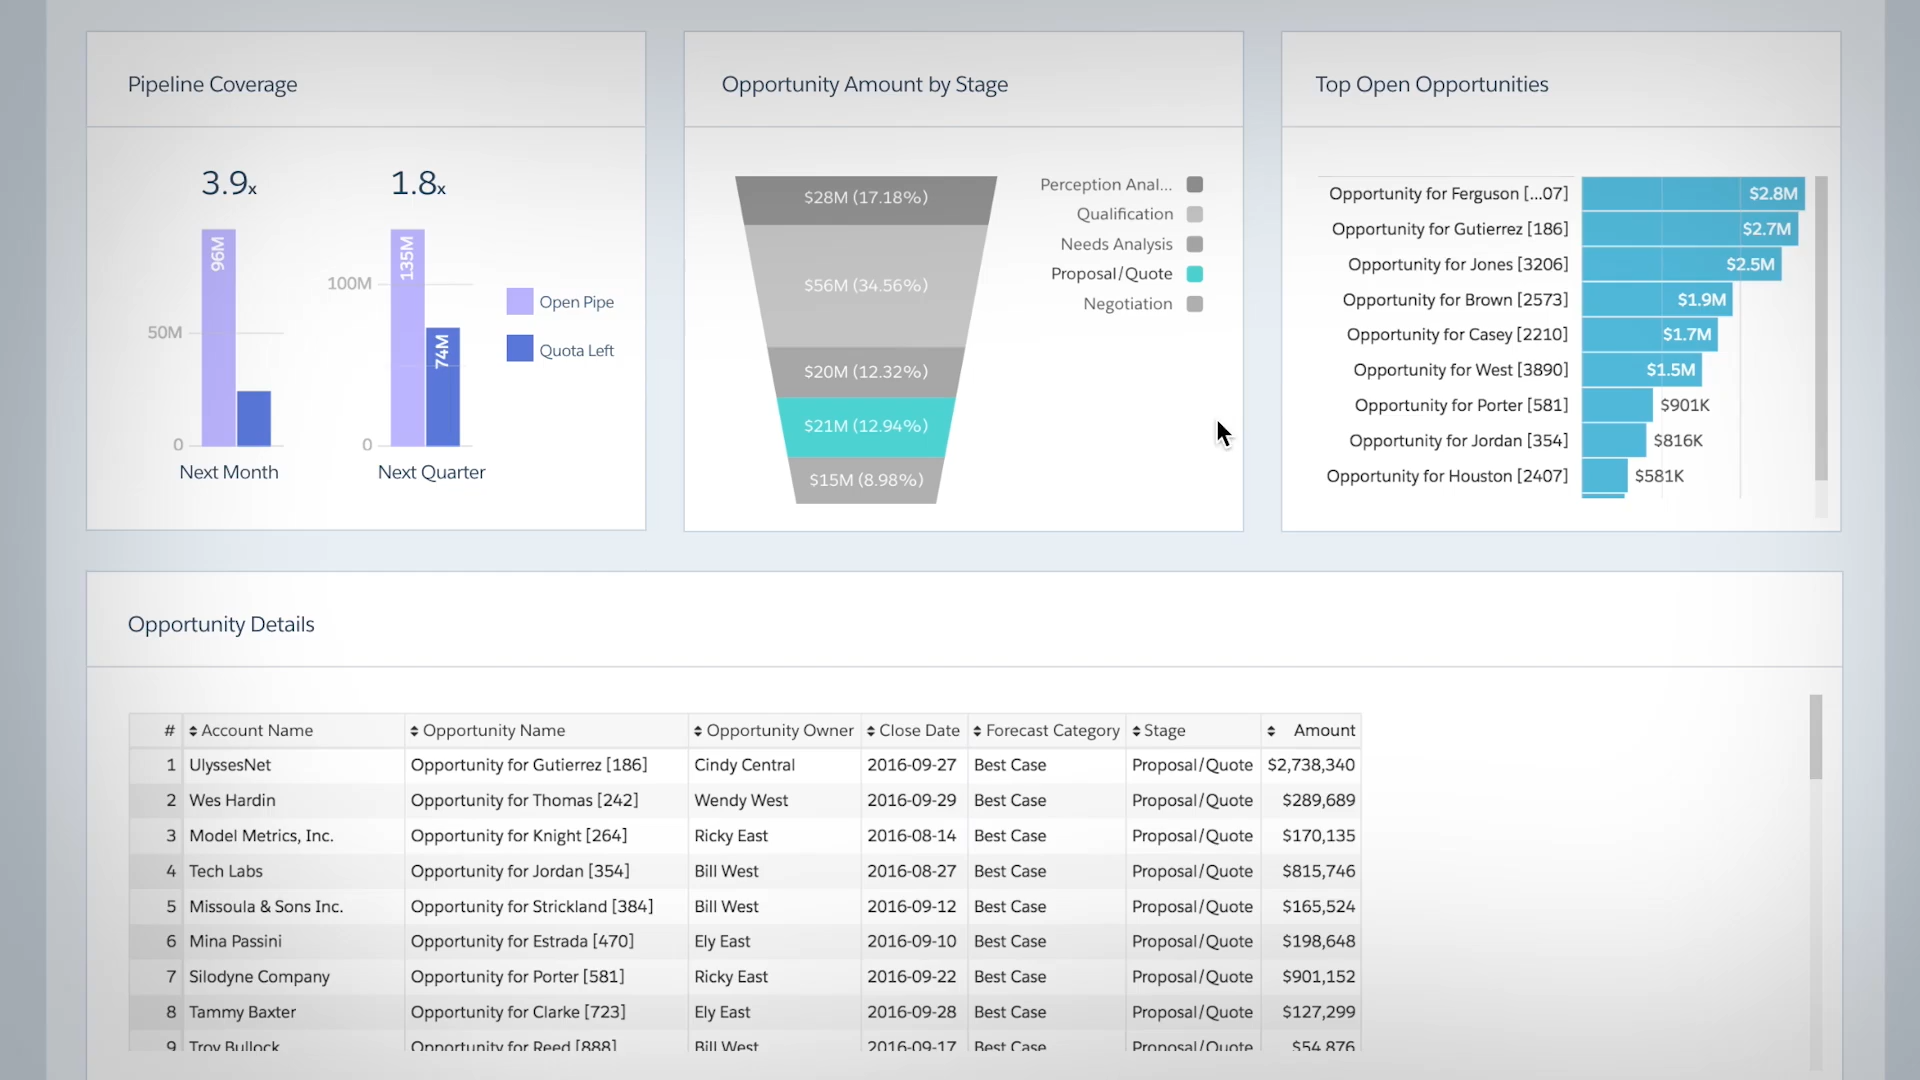 Pipeline Coverage
3.9x
1.8x
96M
135M
100M
50M
74M
0
0
Next Month
Next Quarter
Open Pipe
Quota Left
Opportunity Amount by Stage
$28M (17.18%)
$56M (34.56%)
$20M (12.32%)
$21M (12.94%)
$15M (8.98%)
Perception Anal...
Qualification
Needs Analysis
Proposal/Quote
Negotiation
Top Open Opportunities
Opportunity for Ferguson [...07] $2.8M
Opportunity for Gutierrez [186] $2.7M
Opportunity for Jones [3206] $2.5M
Opportunity for Brown [2573] $1.9M
Opportunity for Casey [2210] $1.7M
Opportunity for West [3890] $1.5M
Opportunity for Porter [581] $901K
Opportunity for Jordan [354] $816K
Opportunity for Houston [2407] $581K
Opportunity Details
# Account Name Opportunity Name Opportunity Owner Close Date Forecast Category Stage Amount
1 UlyssesNet Opportunity for Gutierrez [186] Cindy Central 2016-09-27 Best Case Proposal/Quote $2,738,340
2 Wes Hardin Opportunity for Thomas [242] Wendy West 2016-09-29 Best Case Proposal/Quote $289,689
3 Model Metrics, Inc. Opportunity for Knight [264] Ricky East 2016-08-14 Best Case Proposal/Quote $170,135
4 Tech Labs Opportunity for Jordan [354] Bill West 2016-08-27 Best Case Proposal/Quote $815,746
5 Missoula & Sons Inc. Opportunity for Strickland [384] Bill West 2016-09-12 Best Case Proposal/Quote $165,524
6 Mina Passini Opportunity for Estrada [470] Ely East 2016-09-10 Best Case Proposal/Quote $198,648
7 Silodyne Company Opportunity for Porter [581] Ricky East 2016-09-22 Best Case Proposal/Quote $901,152
8 Tammy Baxter Opportunity for Clarke [723] Ely East 2016-09-28 Best Case Proposal/Quote $127,299
9 Troy Bullock Opportunity for Reed [888] Bill West 2016-09-17 Best Case Proposal/Quote $54,876